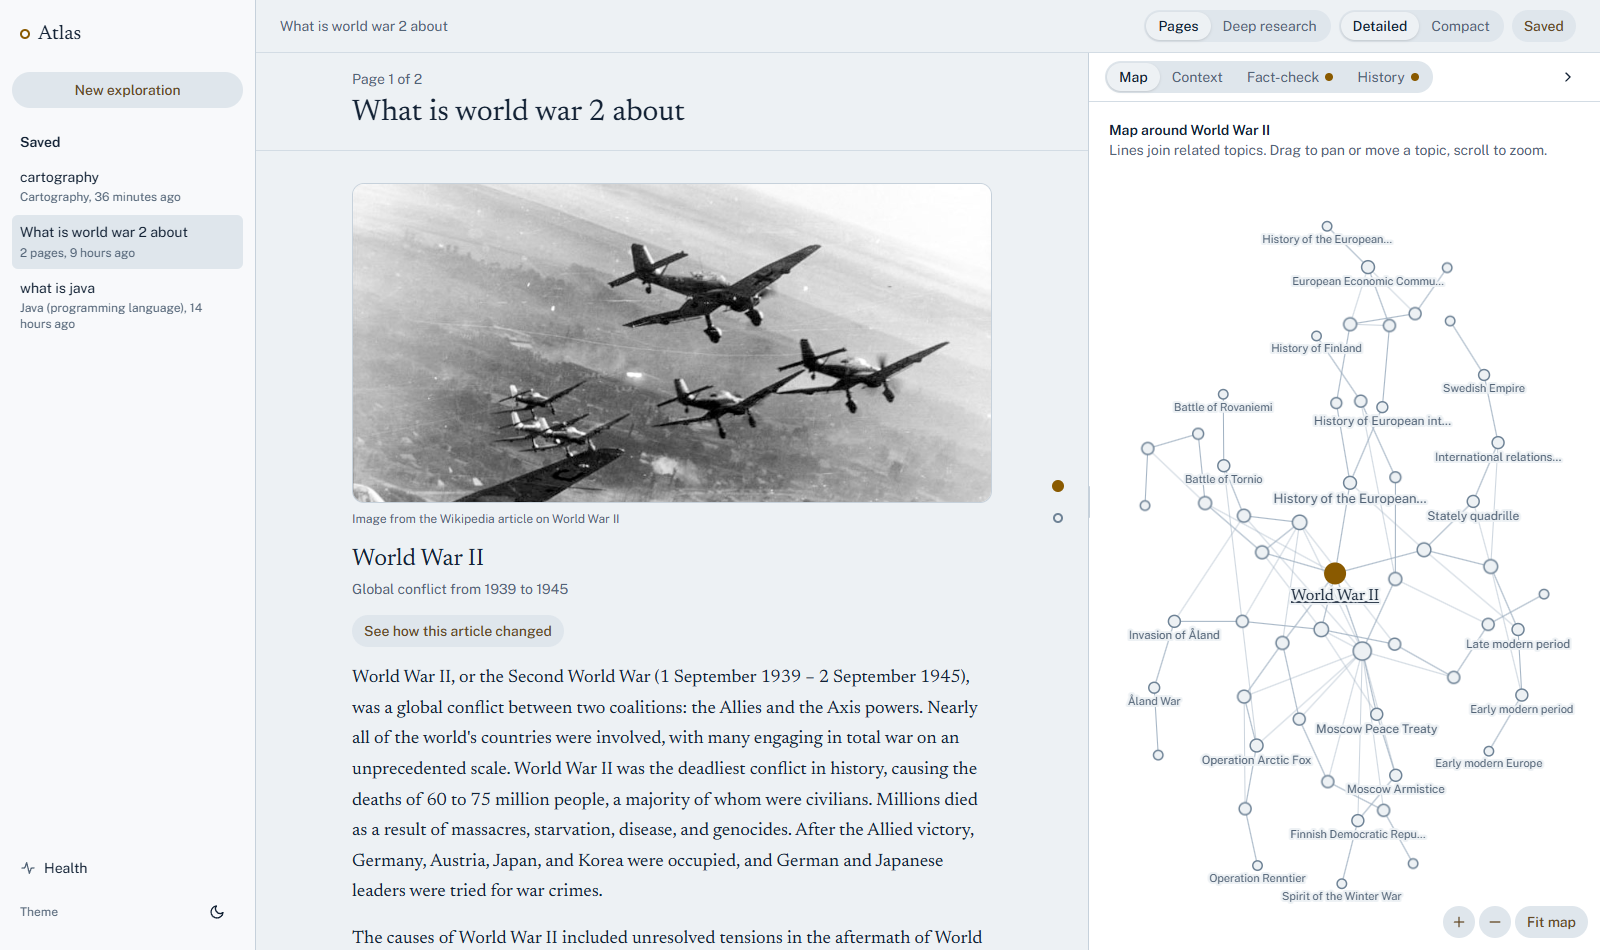 Atlas
New exploration
Saved
cartography
Cartography, 36 minutes ago
What is world war 2 about
2 pages, 9 hours ago
what is java
Java (programming language), 14
hours ago
Health
Theme
What is world war 2 about
Pages
Deep research
Detailed
Compact
Saved
Page 1 of 2
What is world war 2 about
Image from the Wikipedia article on World War II
World War II
Global conflict from 1939 to 1945
See how this article changed
World War II, or the Second World War (1 September 1939 – 2 September 1945),
was a global conflict between two coalitions: the Allies and the Axis powers. Nearly
all of the world's countries were involved, with many engaging in total war on an
unprecedented scale. World War II was the deadliest conflict in history, causing the
deaths of 60 to 75 million people, a majority of whom were civilians. Millions died
as a result of massacres, starvation, disease, and genocides. After the Allied victory,
Germany, Austria, Japan, and Korea were occupied, and German and Japanese
leaders were tried for war crimes.
The causes of World War II included unresolved tensions in the aftermath of World
Map
Context
Fact-check
History
Map around World War II
Lines join related topics. Drag to pan or move a topic, scroll to zoom.
History of the European...
European Economic Commu...
History of Finland
Swedish Empire
Battle of Rovaniemi
History of European int...
International relations...
Battle of Tornio
History of the European...
Stately quadrille
World War II
Invasion of Åland
Late modern period
Åland War
Early modern period
Moscow Peace Treaty
Operation Arctic Fox
Early modern Europe
Moscow Armistice
Finnish Democratic Repu...
Operation Renntier
Spirit of the Winter War
+
−
Fit map